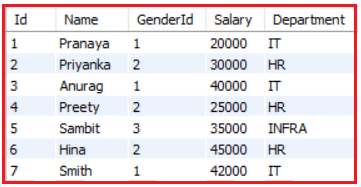 Id Name GenderId Salary Department
1 Pranaya 1 20000 IT
2 Priyanka 2 30000 HR
3 Anurag 1 40000 IT
4 Preety 2 25000 HR
5 Sambit 3 35000 INFRA
6 Hina 2 45000 HR
7 Smith 1 42000 IT